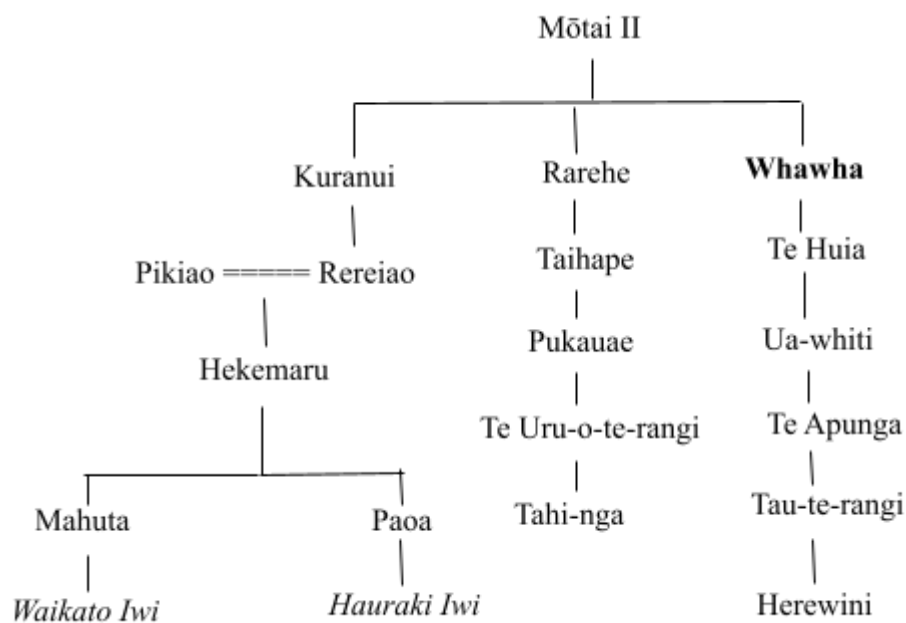 Mōtai II
Kuranui Rarehe Whawha
Te Huia
Pikiao ===== Rereiao Taihape
Pukauae Ua-whiti
Hekemaru
Te Uru-o-te-rangi Te Apunga
Mahuta Paoa Tahi-nga Tau-te-rangi
Waikato Iwi Hauraki Iwi Herewini